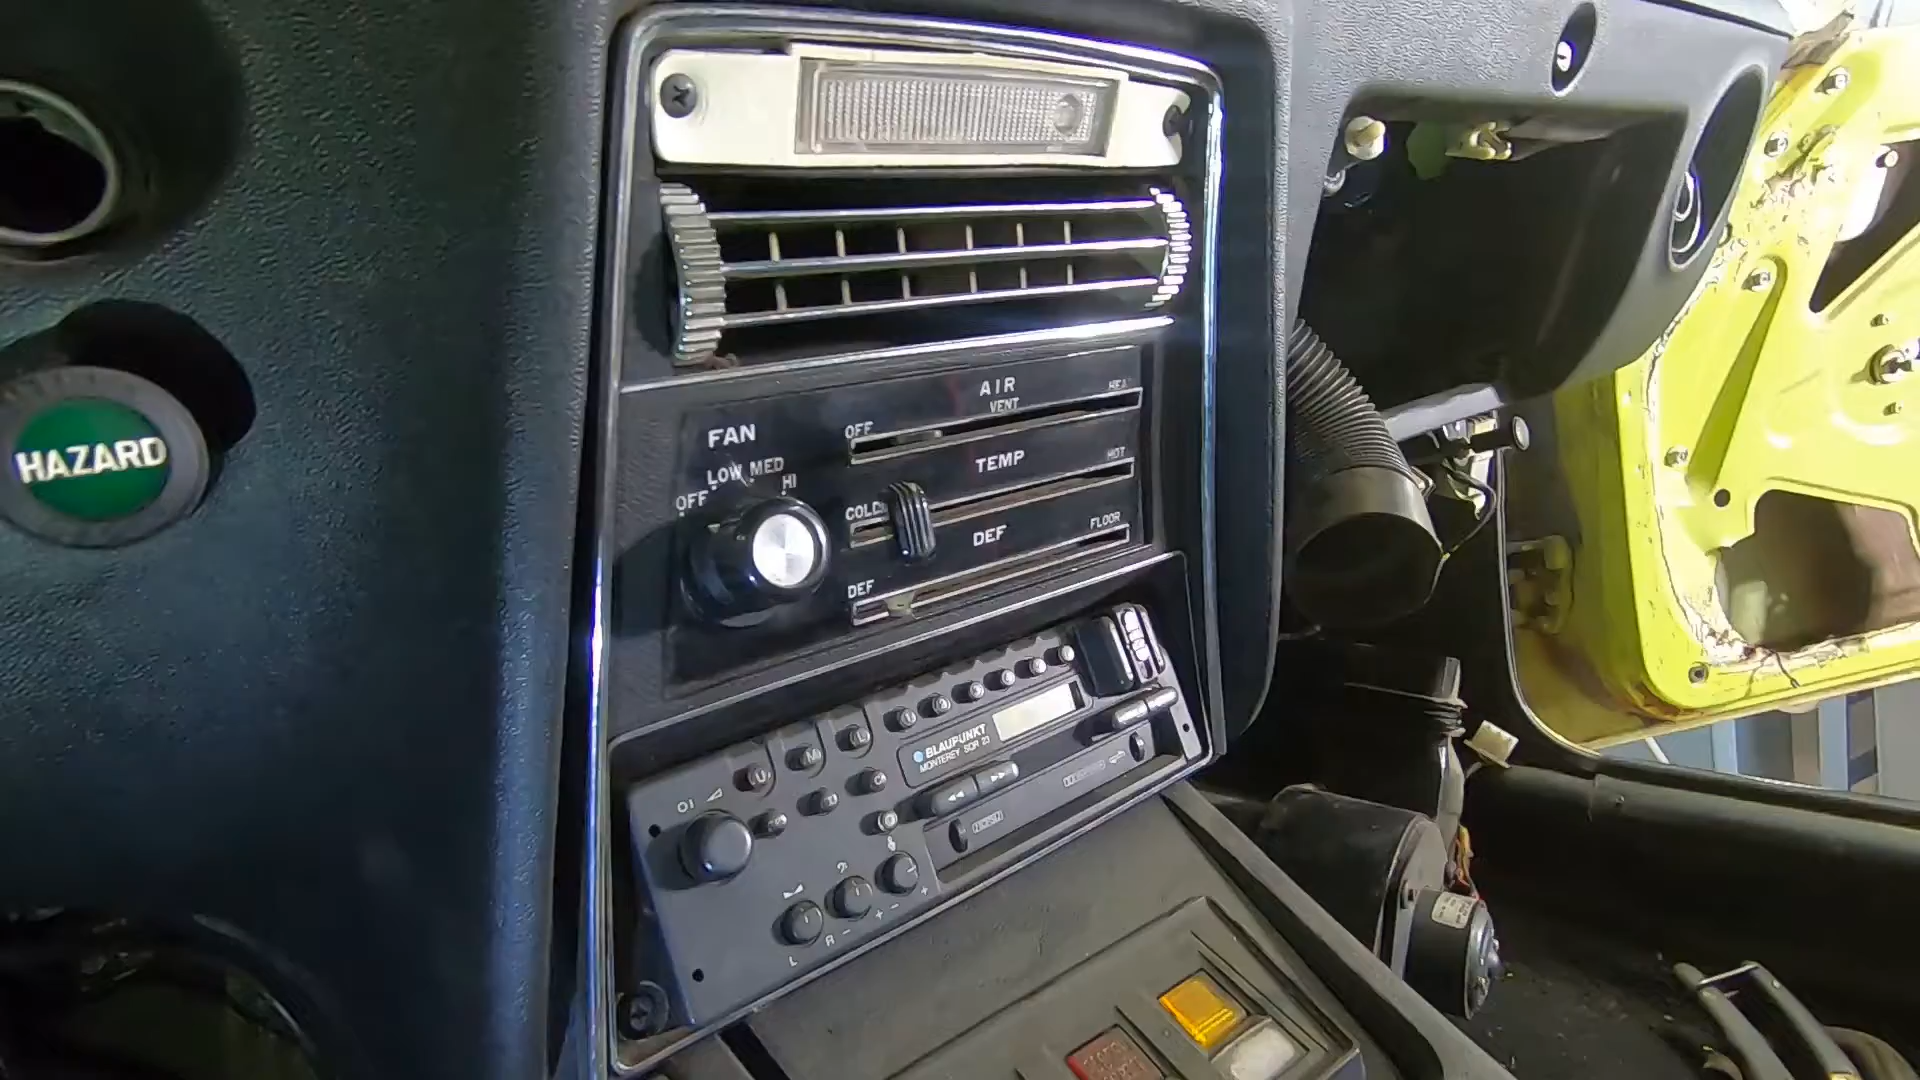 HAZARD
FAN
OFF LOW MED HI
AIR
OFF VENT
TEMP
COLD HOT
DEF
DEF FLOOR
BLAUPUNKT
MONTEREY SQR 23
U
M
L
R
L